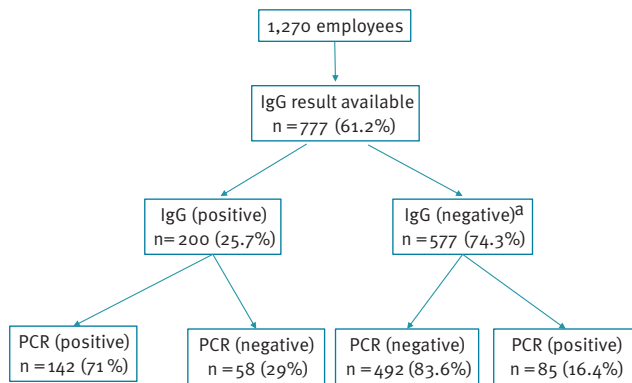 1,270 employees
IgG result available
n=777 (61.2%)
IgG (positive)
n=200 (25.7%)
IgG (negative)a
n=577 (74.3%)
PCR (positive)
n=142 (71 %)
PCR (negative)
n=58 (29%)
PCR (negative)
n=492 (83.6%)
PCR (positive)
n=85 (16.4%)